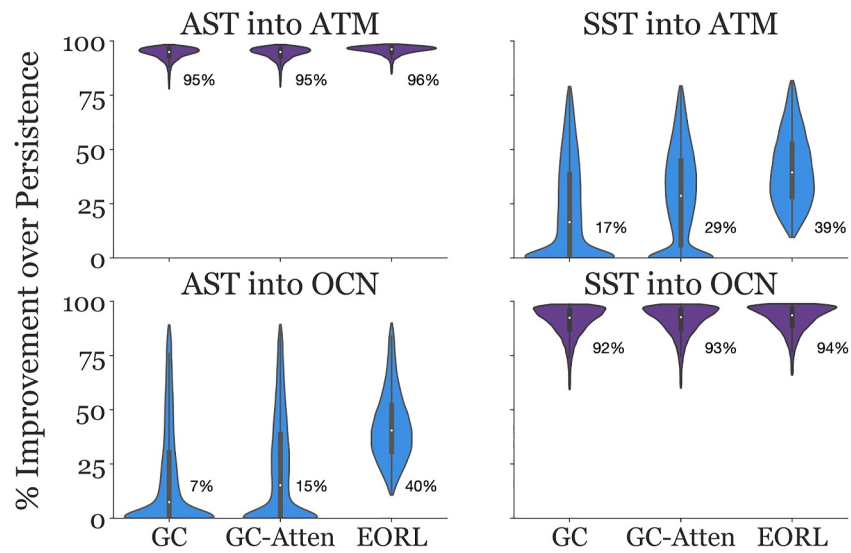 AST into ATM
SST into ATM
% Improvement over Persistence
100
75
50
25
0
95%
95%
96%
17%
29%
39%
AST into OCN
SST into OCN
100
75
50
25
0
7%
15%
40%
92%
93%
94%
GC
GC-Atten
EORL
GC
GC-Atten
EORL